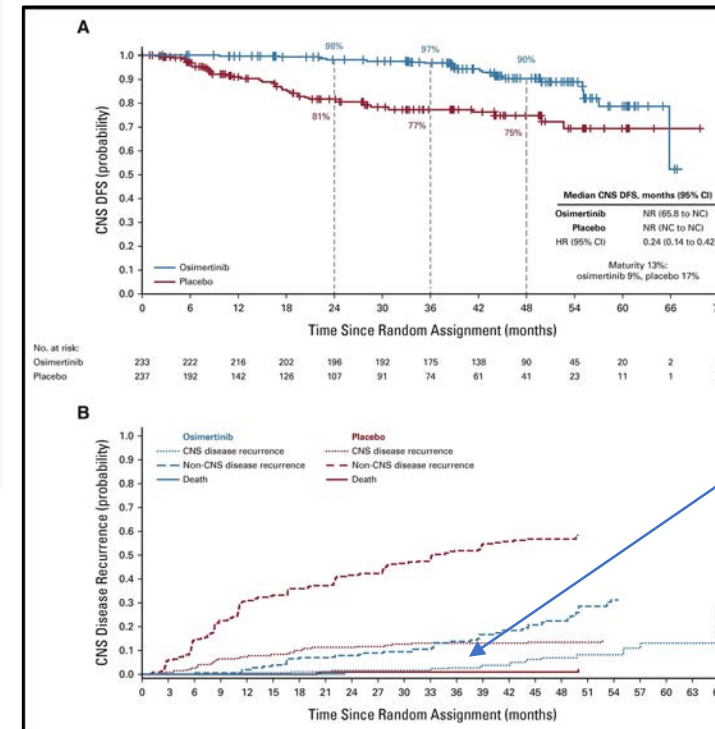 A
1.0
0.9
0.8
0.7
0.6
0.5
0.4
0.3
0.2
0.1
0.0
CNS DFS (probability)
98%
97%
90%
81%
77%
75%
Median CNS DFS, months (95% CI)
Osimertinib NR (65.8 to NC)
Placebo NR (NC to NC)
HR (95% CI) 0.24 (0.14 to 0.42
Maturity 13%:
osimertinib 9%, placebo 17%
Osimertinib
Placebo
0 6 12 18 24 30 36 42 48 54 60 66 7
Time Since Random Assignment (months)
No. at risk:
Osimertinib 233 222 216 202 196 192 175 138 90 45 20 2
Placebo 237 192 142 126 107 91 74 61 41 23 11 1
B
1.0
0.9
0.8
0.7
0.6
0.5
0.4
0.3
0.2
0.1
0.0
CNS Disease Recurrence (probability)
Osimertinib Placebo
CNS disease recurrence CNS disease recurrence
Non-CNS disease recurrence Non-CNS disease recurrence
Death Death
0 3 6 9 12 15 18 21 24 27 30 33 36 39 42 45 48 51 54 57 60 63 6
Time Since Random Assignment (months)